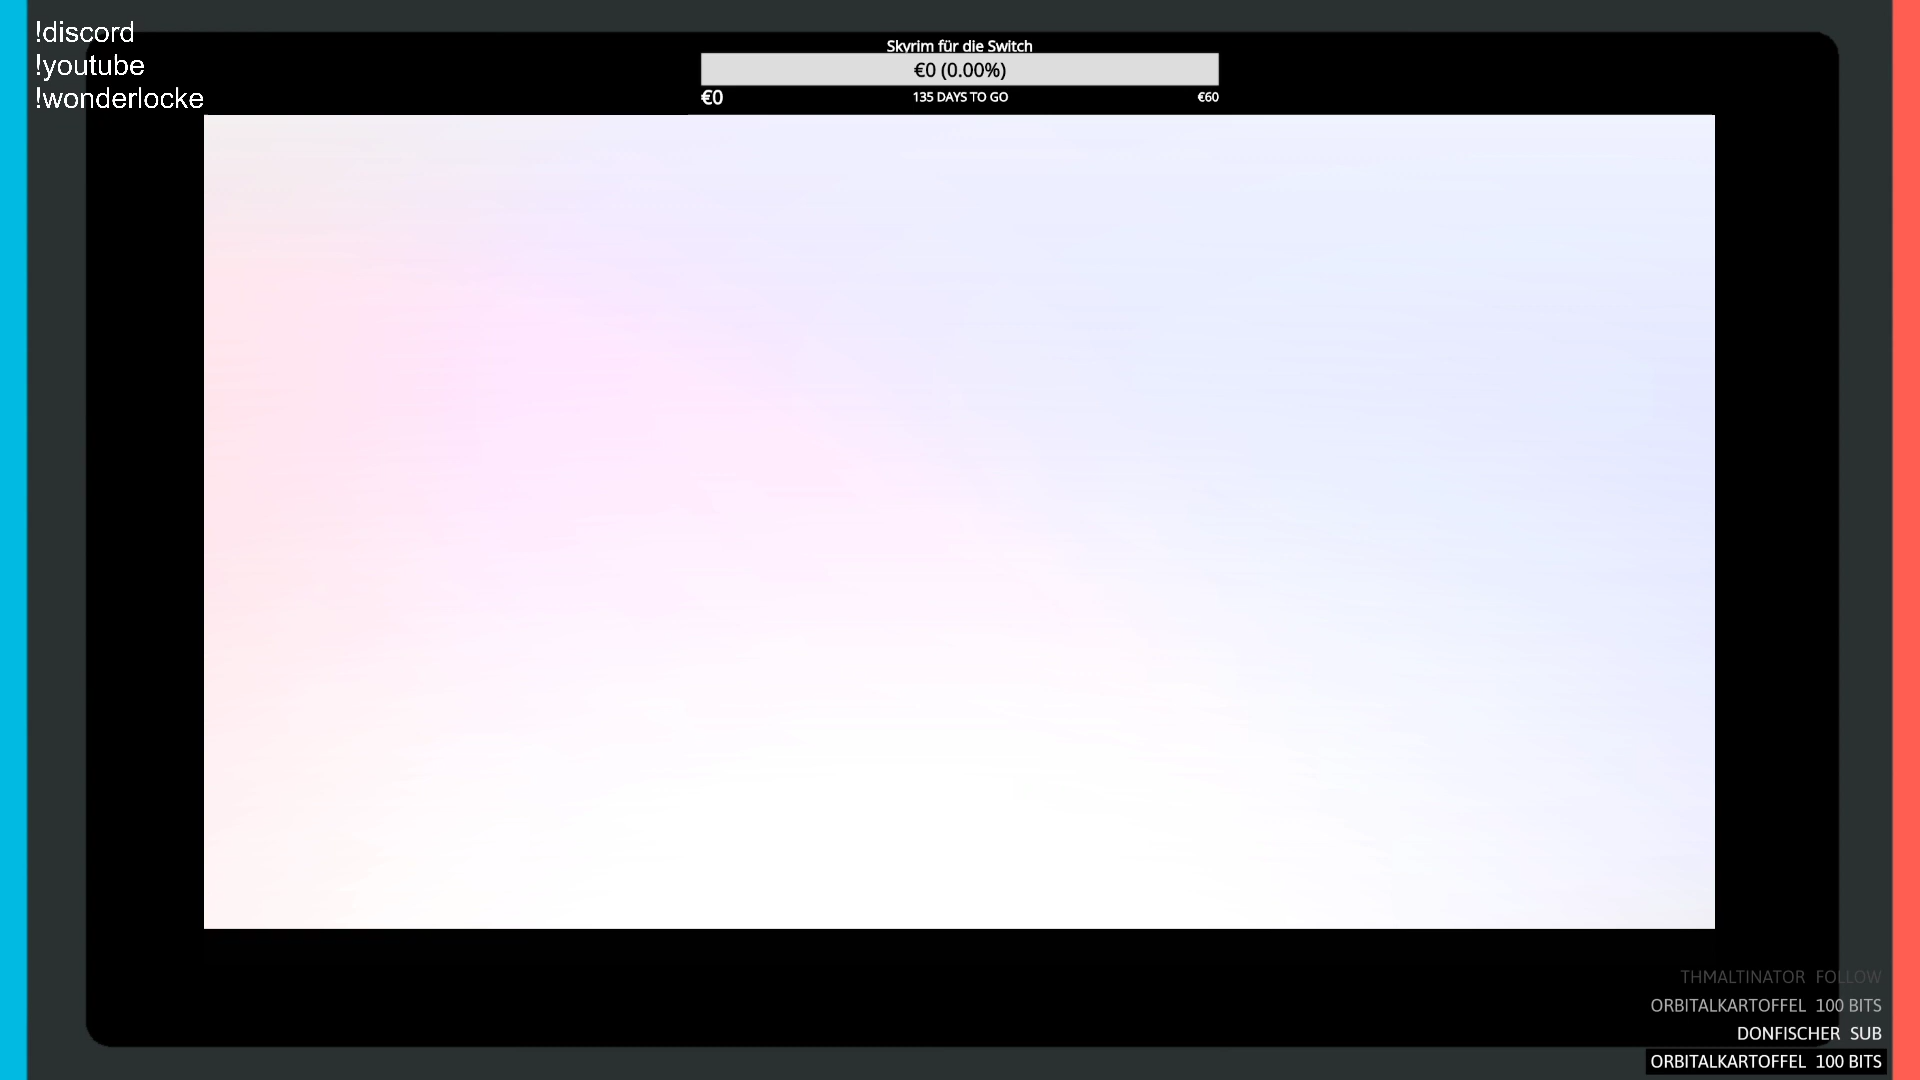 !discord
!youtube
!wonderlocke
Skyrim für die Switch
€0 (0.00%)
€0 135 DAYS TO GO €60
THMALTINATOR FOLLOW
ORBITALKARTOFFEL 100 BITS
DONFISCHER SUB
ORBITALKARTOFFEL 100 BITS